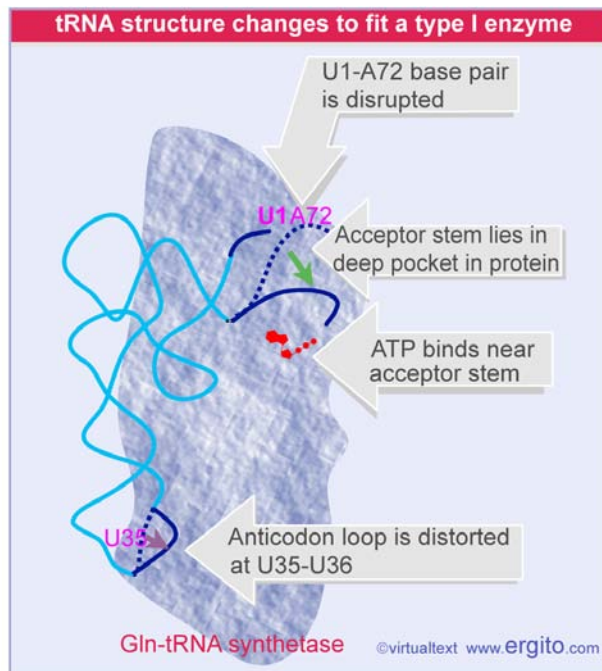 tRNA structure changes to fit a type I enzyme
U1-A72 base pair
is disrupted
U1A72
Acceptor stem lies in
deep pocket in protein
ATP binds near
acceptor stem
U35
Anticodon loop is distorted
at U35-U36
Gln-tRNA synthetase
©virtualtext www.ergito.com